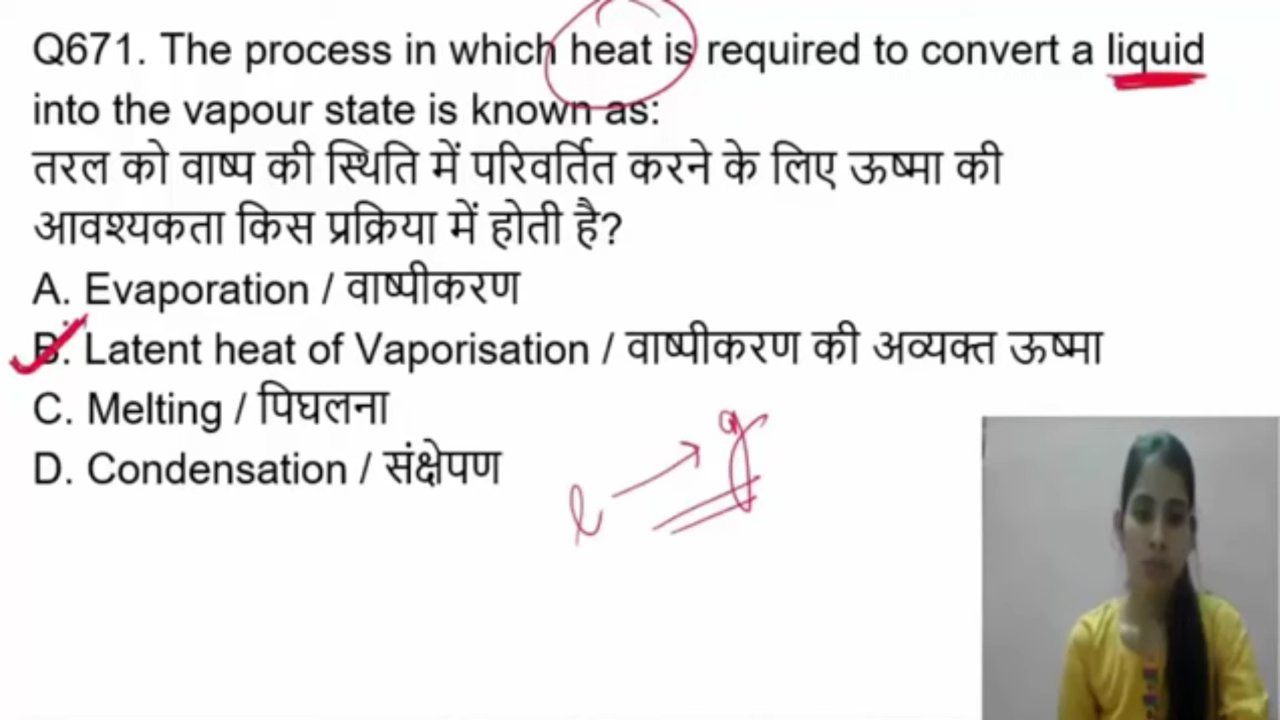 Q671. The process in which heat is required to convert a liquid
into the vapour state is known as:
तरल को वाष्प की स्थिति में परिवर्तित करने के लिए ऊष्मा की
आवश्यकता किस प्रक्रिया में होती है?
A. Evaporation / वाष्पीकरण
B. Latent heat of Vaporisation / वाष्पीकरण की अव्यक्त ऊष्मा
C. Melting / पिघलना
D. Condensation / संक्षेपण
l → g